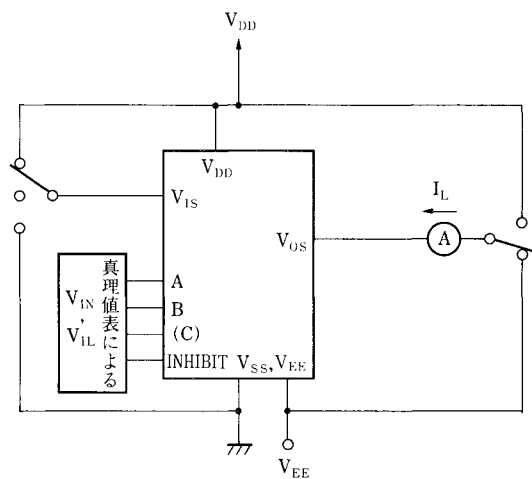 V_DD
V_DD
V_IS
I_L
V_OS
A
A
B
(C)
INHIBIT
V_SS, V_EE
V_IN, V_IL
真理値表による
V_EE